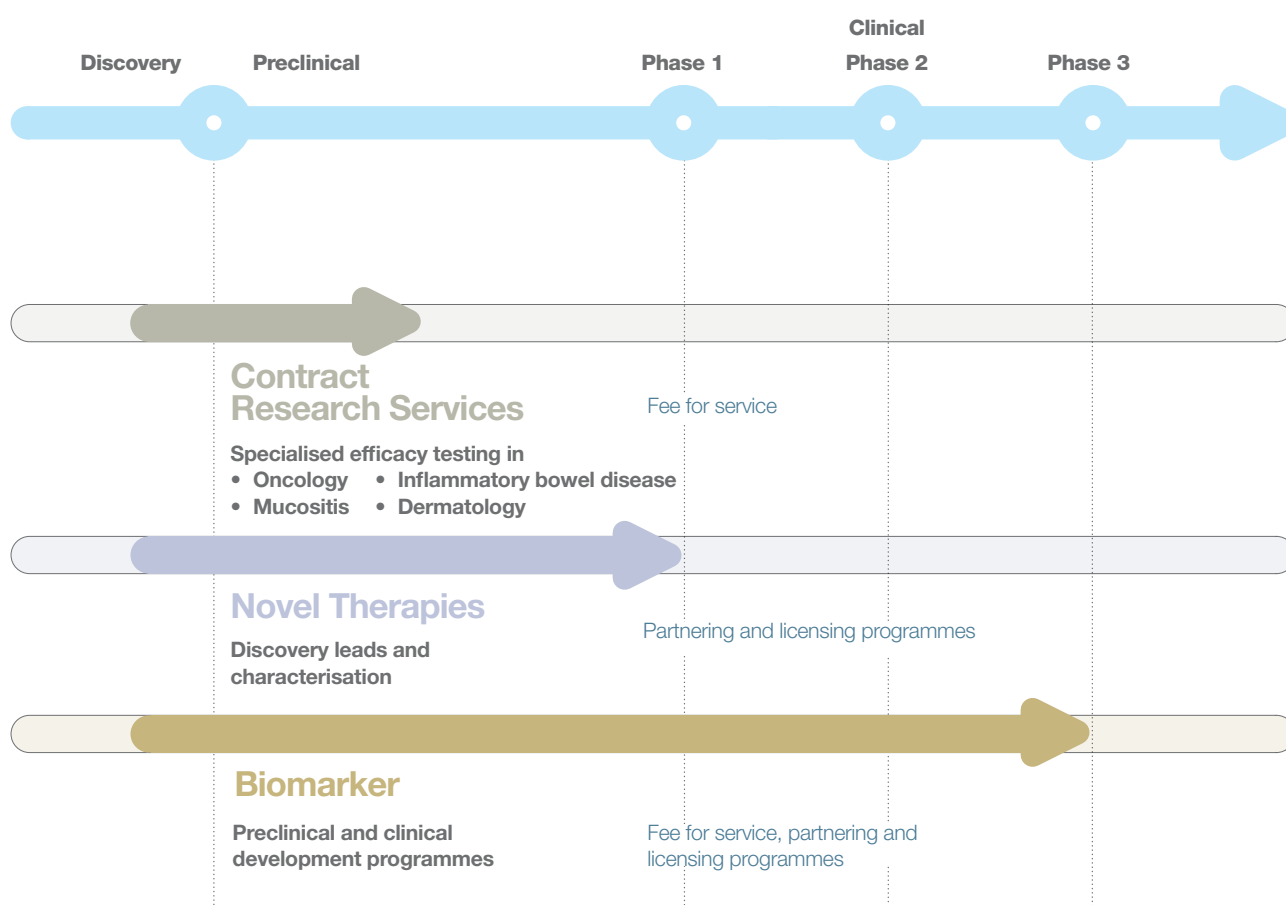 Clinical
Discovery Preclinical Phase 1 Phase 2 Phase 3
Contract
Research Services
Fee for service
Specialised efficacy testing in
• Oncology • Inflammatory bowel disease
• Mucositis • Dermatology
Novel Therapies
Partnering and licensing programmes
Discovery leads and
characterisation
Biomarker
Preclinical and clinical
development programmes
Fee for service, partnering and
licensing programmes